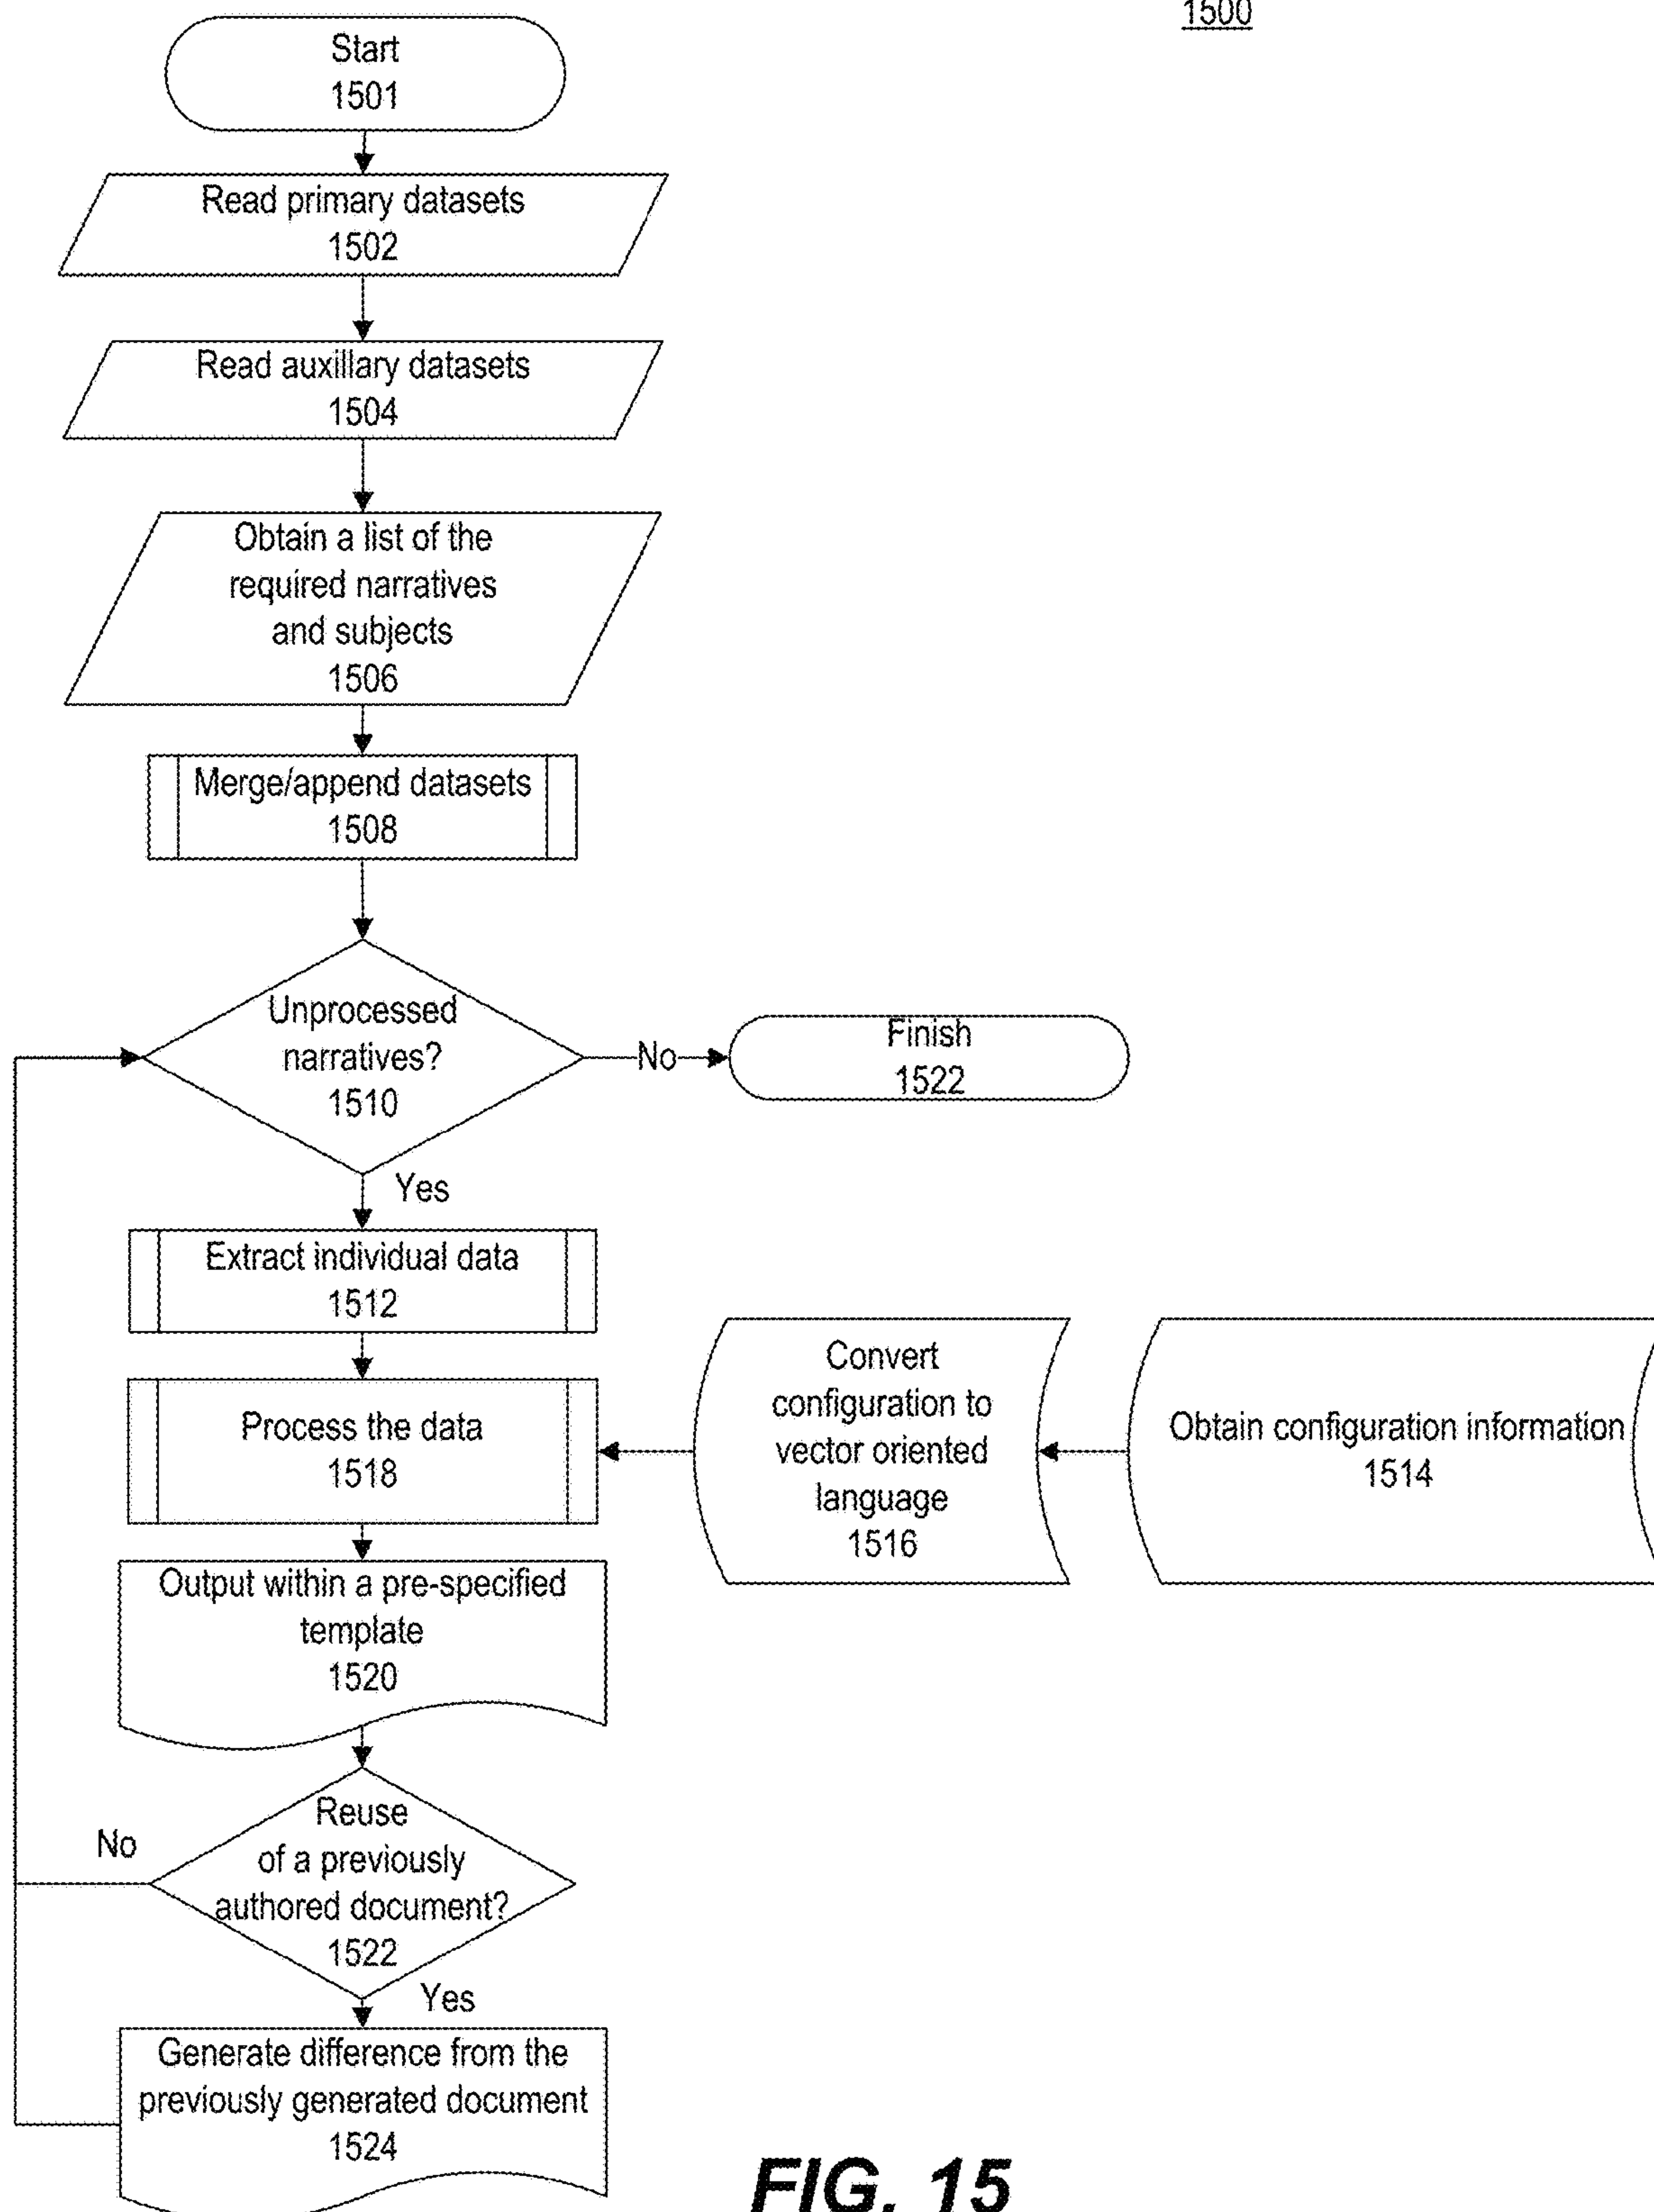 1500
Start
1501
Read primary datasets
1502
Read auxillary datasets
1504
Obtain a list of the
required narratives
and subjects
1506
Merge/append datasets
1508
Unprocessed
narratives?
1510
No
Finish
1522
Yes
Extract individual data
1512
Process the data
1518
Convert
configuration to
vector oriented
language
1516
Obtain configuration information
1514
Output within a pre-specified
template
1520
Reuse
of a previously
authored document?
1522
No
Yes
Generate difference from the
previously generated document
1524
FIG. 15